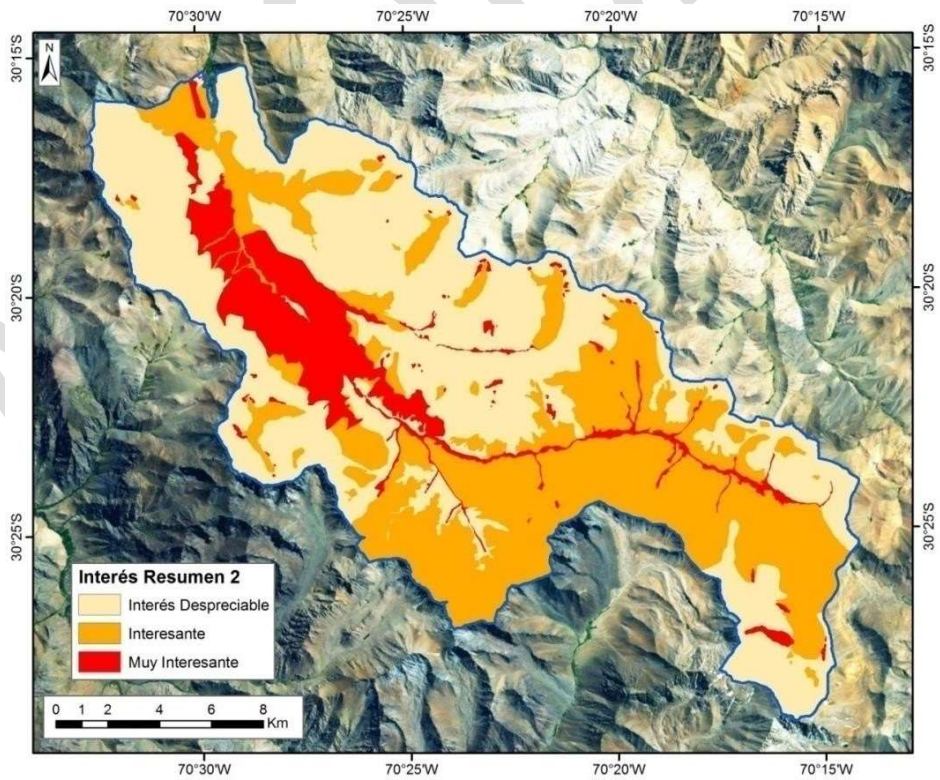 70°30'W 70°25'W 70°20'W 70°15'W
30°15'S 30°15'S
N
30°20'S 30°20'S
30°25'S 30°25'S
Interés Resumen 2
Interés Despreciable
Interesante
Muy Interesante
0 1 2 4 6 8
Km
70°30'W 70°25'W 70°20'W 70°15'W